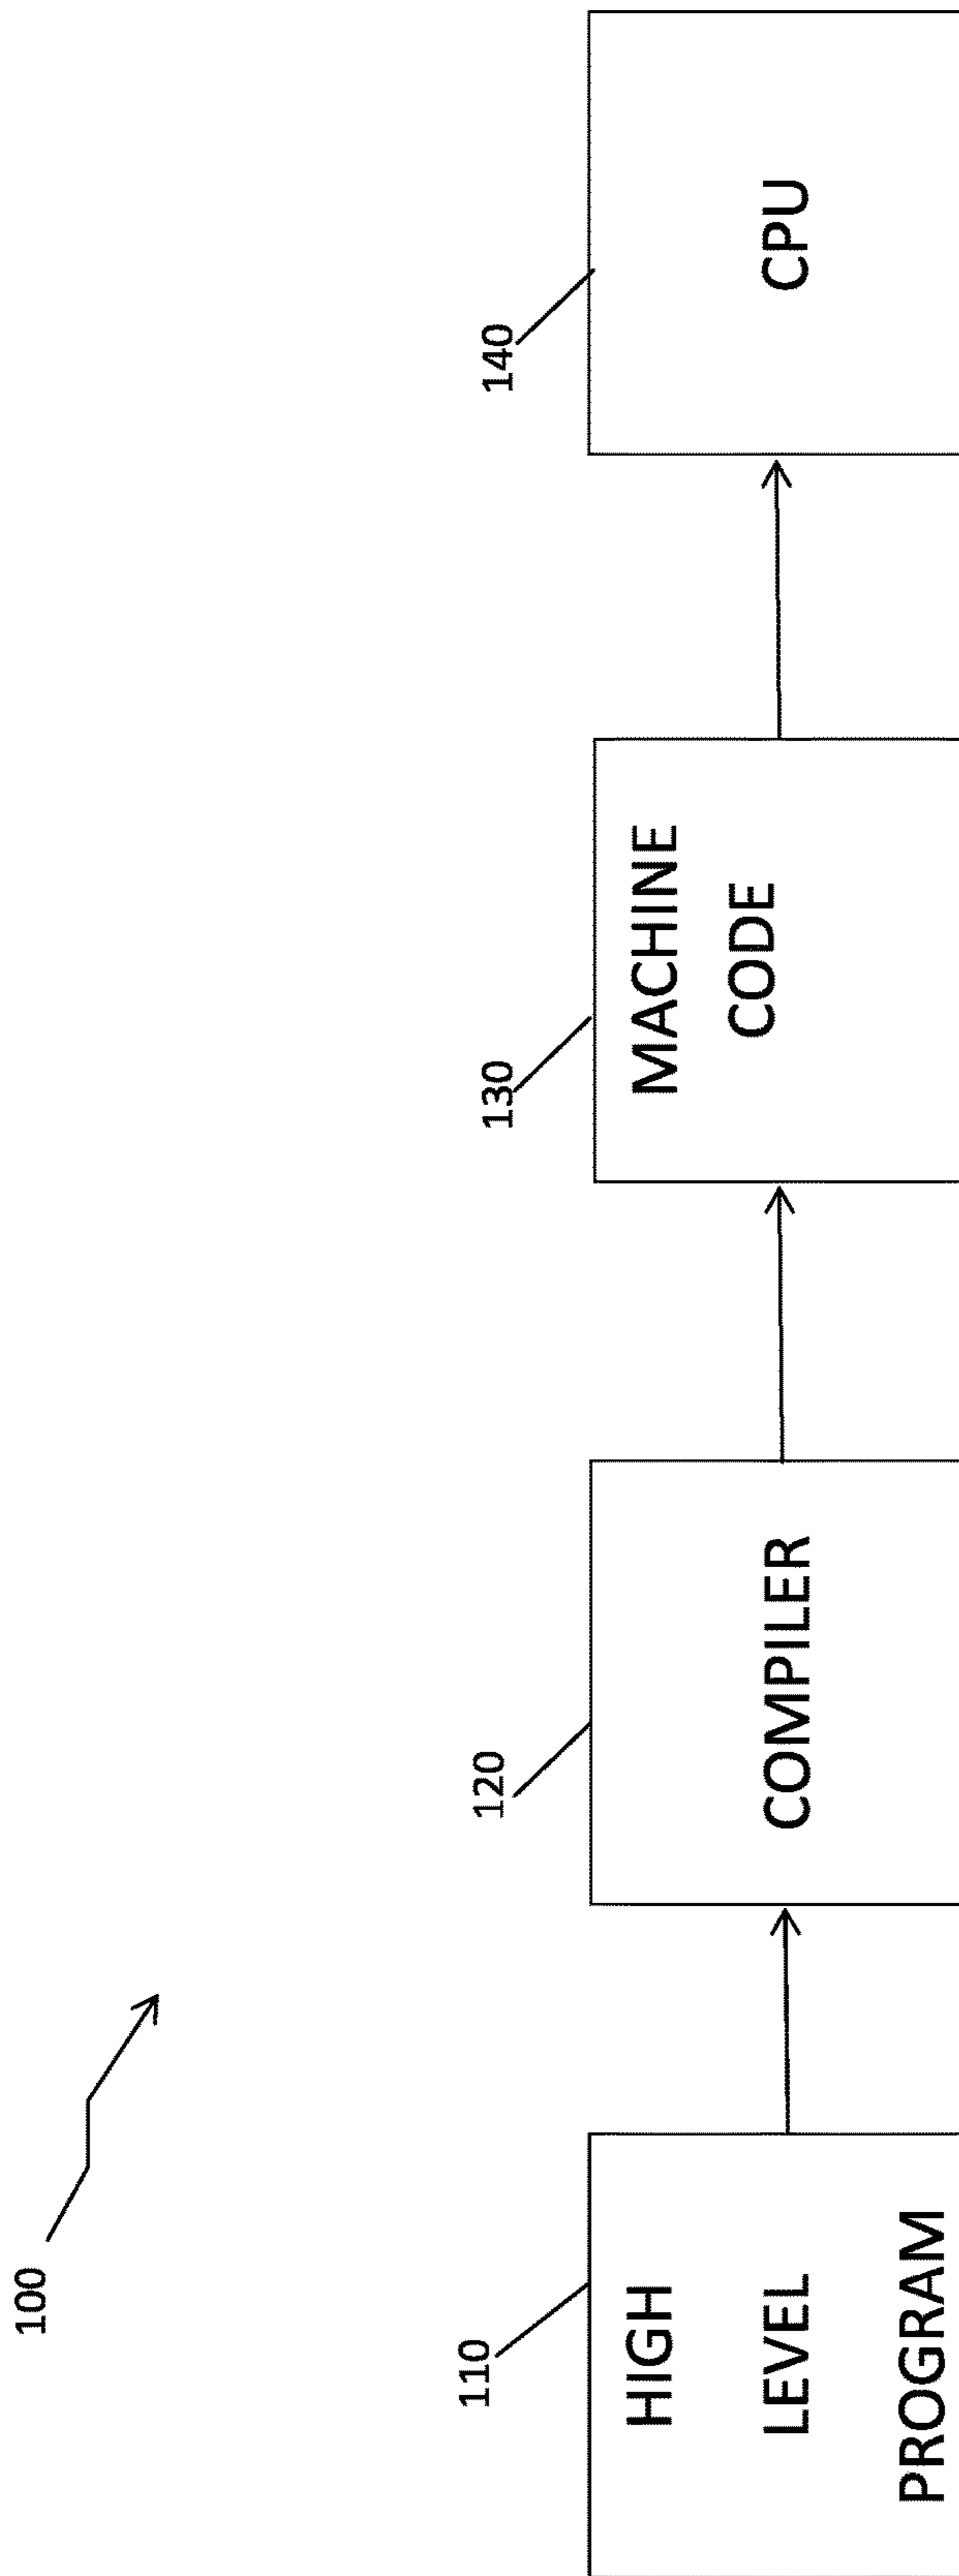 100
110
HIGH
LEVEL
PROGRAM
120
COMPILER
130
MACHINE
CODE
140
CPU